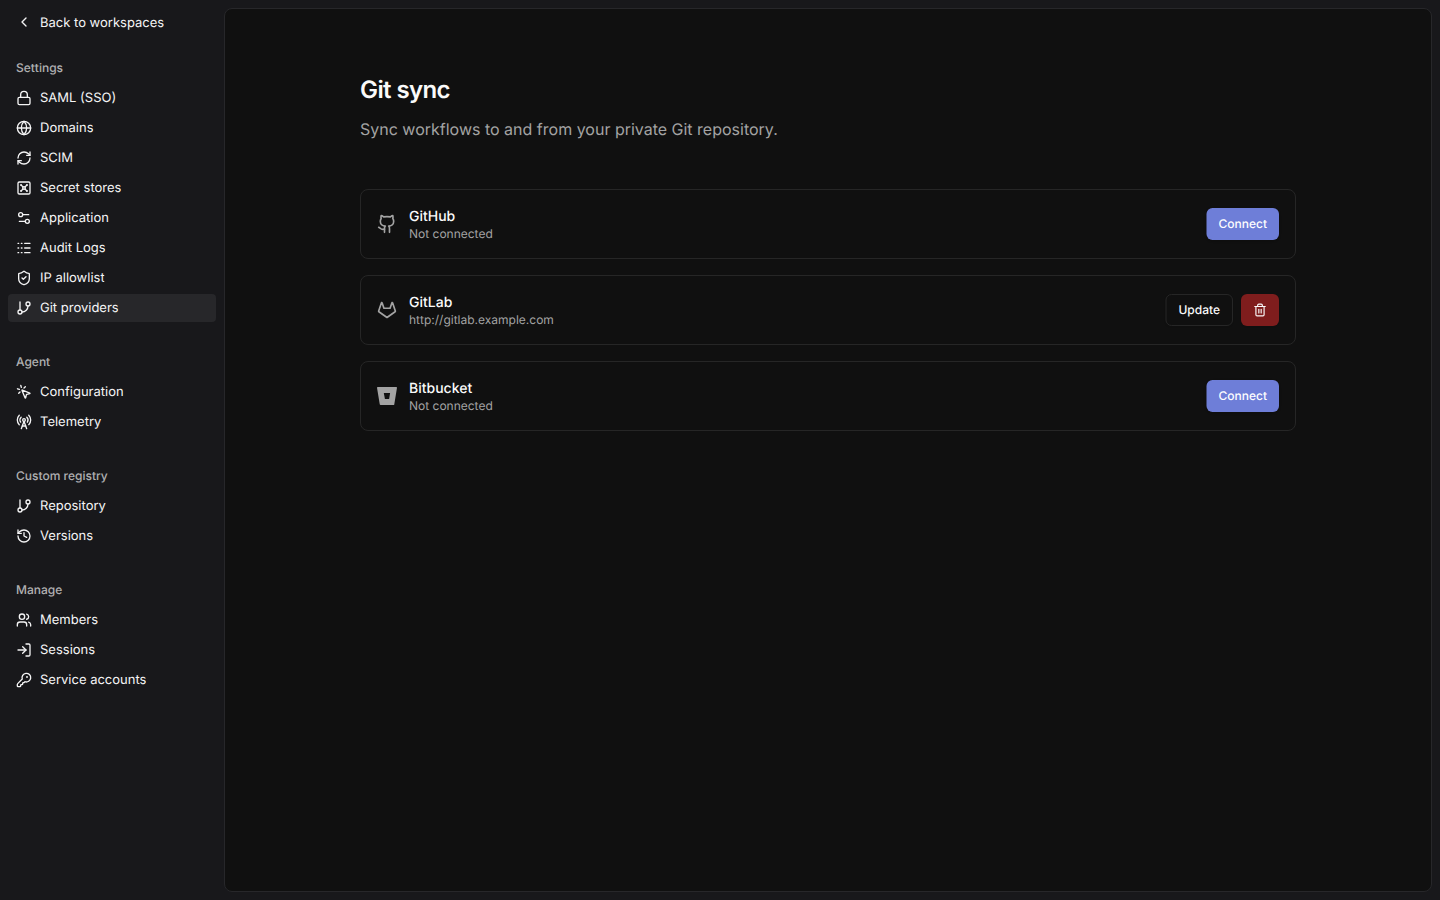 Back to workspaces
Settings
SAML (SSO)
Domains
SCIM
Secret stores
Application
Audit Logs
IP allowlist
Git providers
Agent
Configuration
Telemetry
Custom registry
Repository
Versions
Manage
Members
Sessions
Service accounts
Git sync
Sync workflows to and from your private Git repository.
GitHub
Not connected
Connect
GitLab
http://gitlab.example.com
Update
Bitbucket
Not connected
Connect